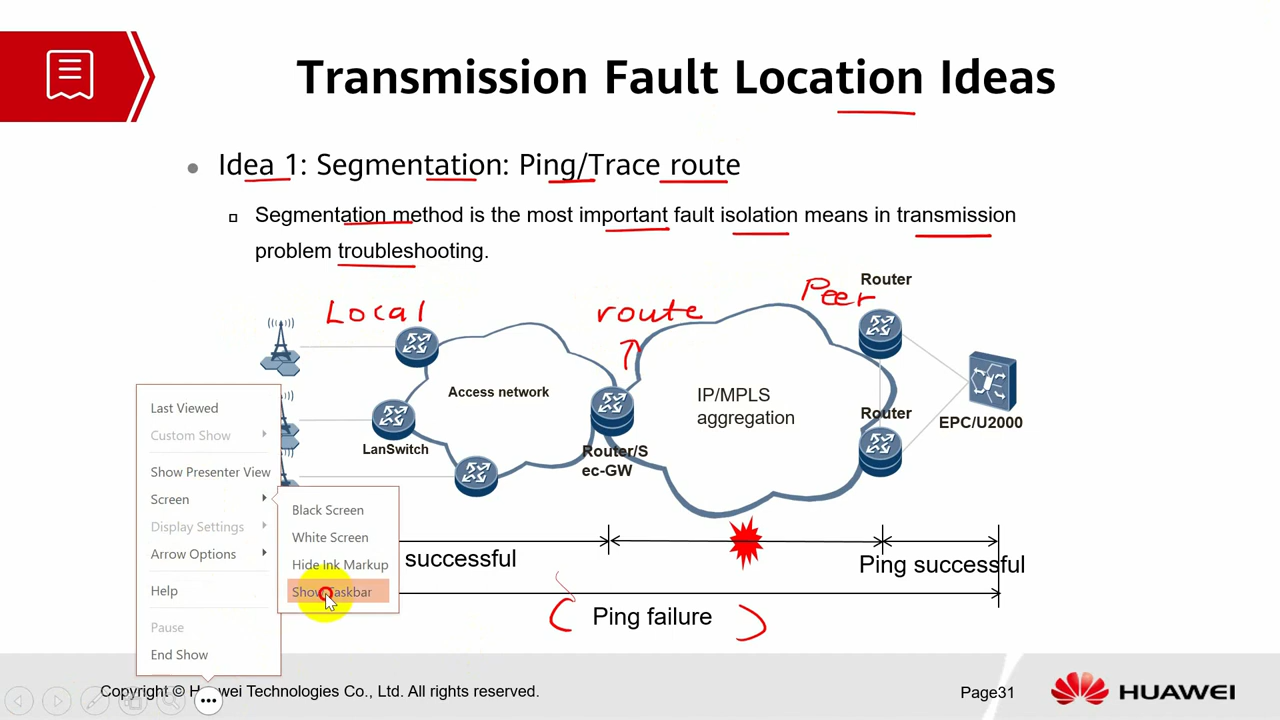 Transmission Fault Location Ideas
Idea 1: Segmentation: Ping/Trace route
Segmentation method is the most important fault isolation means in transmission
problem troubleshooting.
Local
route
Peer
Router
Access network
IP/MPLS
aggregation
Router
EPC/U2000
LanSwitch
Router/S
ec-GW
successful
Ping successful
Ping failure
Last Viewed
Custom Show
Show Presenter View
Screen
Display Settings
Arrow Options
Help
Pause
End Show
Black Screen
White Screen
Hide Ink Markup
Show Taskbar
Copyright © Huawei Technologies Co., Ltd. All rights reserved.
Page31
HUAWEI